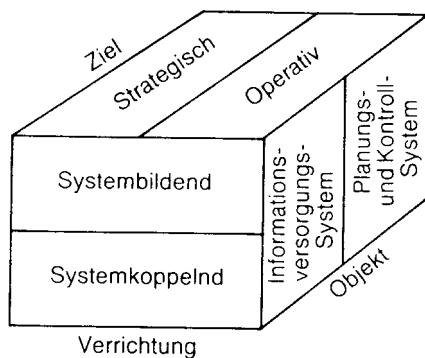 Ziel
Strategisch
Operativ
Systembildend
Systemkoppelnd
Informations-
versorgungs-
System
Planungs-
und Kontroll-
System
Objekt
Verrichtung